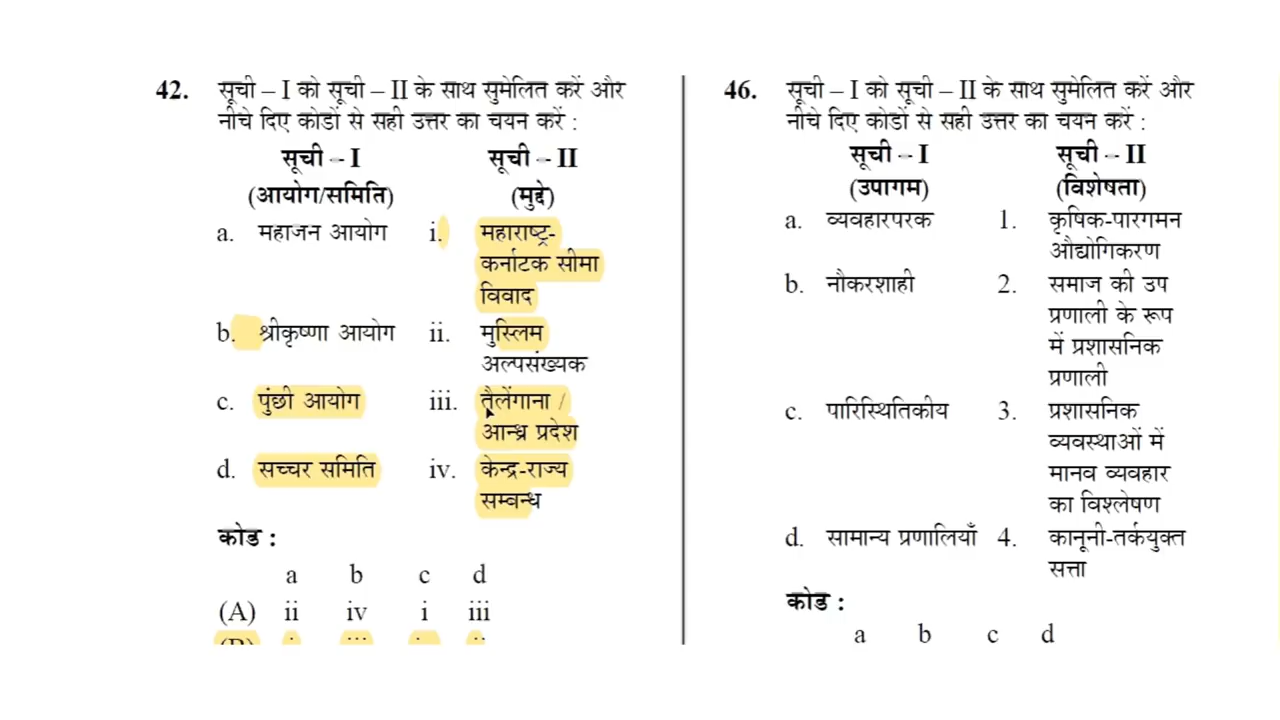 42. सूची – I को सूची – II के साथ सुमेलित करें और
नीचे दिए कोडों से सही उत्तर का चयन करें :
सूची – I सूची – II
(आयोग/समिति) (मुद्दे)
a. महाजन आयोग i. महाराष्ट्र-
कर्नाटक सीमा
विवाद
b. श्रीकृष्णा आयोग ii. मुस्लिम
अल्पसंख्यक
c. पुंछी आयोग iii. तैलेंगाना /
आन्ध्र प्रदेश
d. सच्चर समिति iv. केन्द्र-राज्य
सम्बन्ध
कोड :
a b c d
(A) ii iv i iii
46. सूची – I को सूची – II के साथ सुमेलित करें और
नीचे दिए कोडों से सही उत्तर का चयन करें :
सूची – I सूची – II
(उपागम) (विशेषता)
a. व्यवहारपरक 1. कृषिक-पारगमन
औद्योगिकरण
b. नौकरशाही 2. समाज की उप
प्रणाली के रूप
में प्रशासनिक
प्रणाली
c. पारिस्थितिकीय 3. प्रशासनिक
व्यवस्थाओं में
मानव व्यवहार
का विश्लेषण
d. सामान्य प्रणालियाँ 4. कानूनी-तर्कयुक्त
सत्ता
कोड :
a b c d